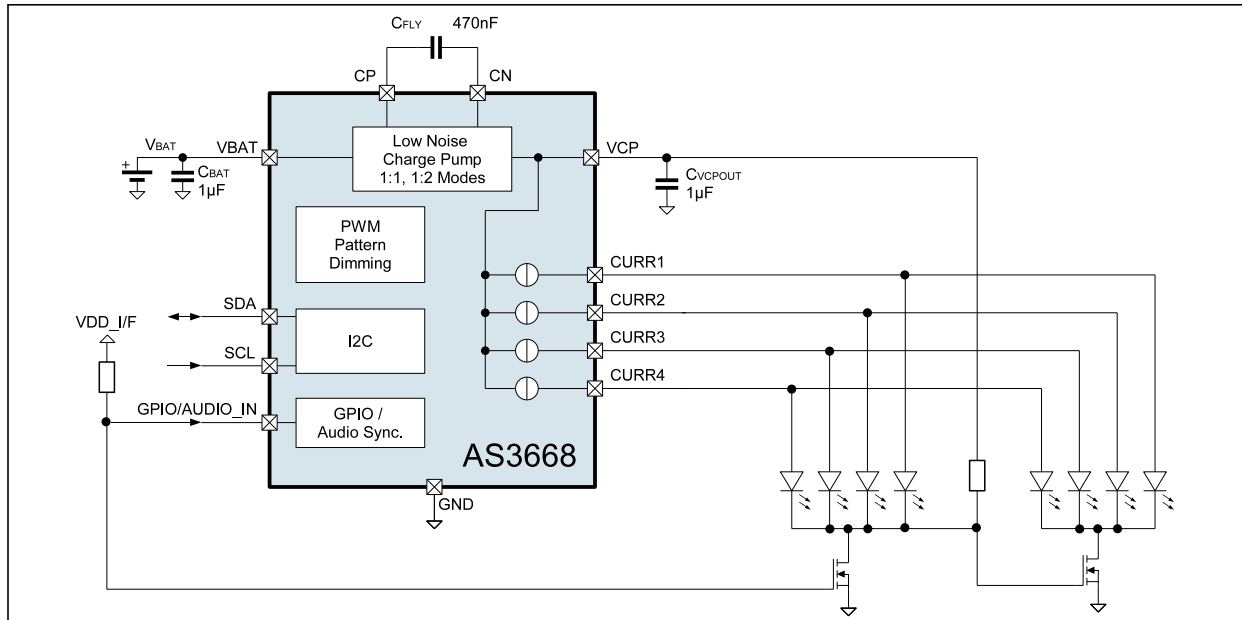 CFLY 470nF
CP CN
VBAT VBAT
Low Noise
Charge Pump
1:1, 1:2 Modes
VCP
+
CBAT
1µF
CVCPOUT
1µF
PWM
Pattern
Dimming
CURR1
SDA
CURR2
VDD_I/F
I2C
CURR3
SCL
CURR4
GPIO/AUDIO_IN
GPIO /
Audio Sync.
AS3668
GND